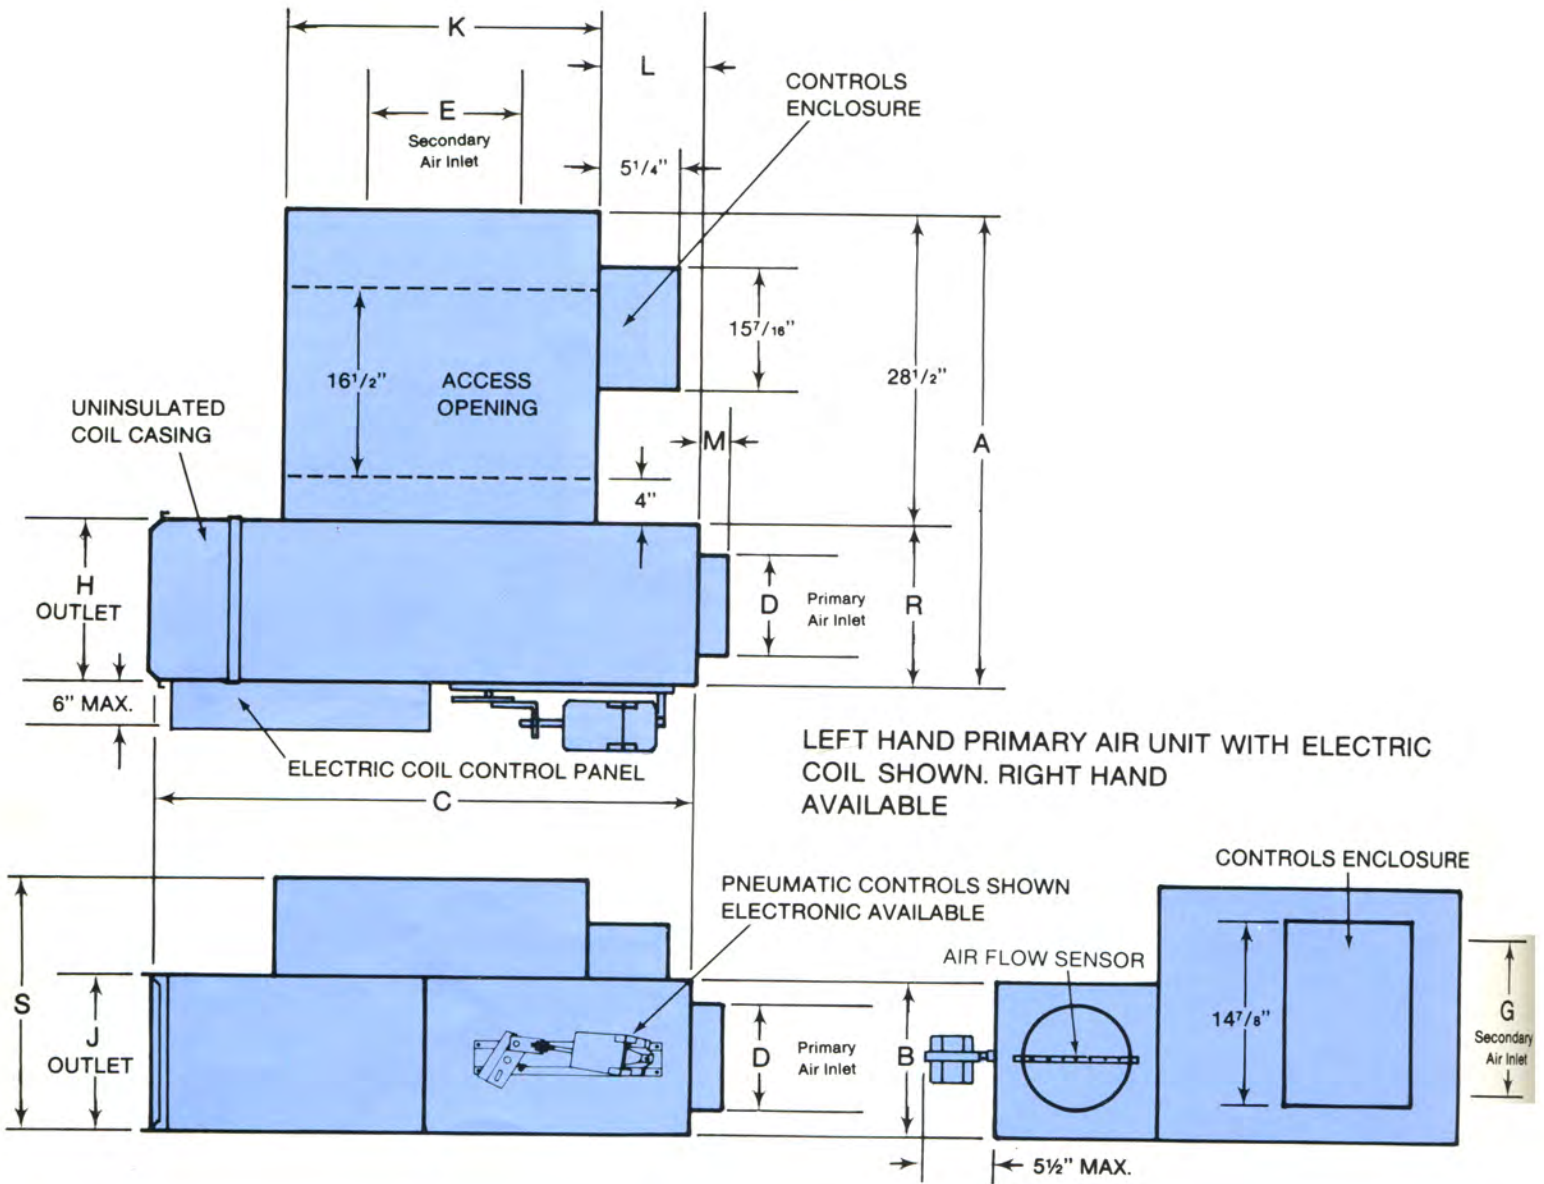 K
L
CONTROLS
ENCLOSURE
E
Secondary
Air Inlet
5 1/4"
15 7/16"
16 1/2"
ACCESS
OPENING
28 1/2"
UNINSULATED
COIL CASING
M
A
4"
H
OUTLET
D
Primary
Air Inlet
R
6" MAX.
ELECTRIC COIL CONTROL PANEL
LEFT HAND PRIMARY AIR UNIT WITH ELECTRIC
COIL SHOWN. RIGHT HAND
AVAILABLE
C
CONTROLS ENCLOSURE
PNEUMATIC CONTROLS SHOWN
ELECTRONIC AVAILABLE
AIR FLOW SENSOR
S
J
OUTLET
D
Primary
Air Inlet
B
14 7/8"
G
Secondary
Air Inlet
5½" MAX.